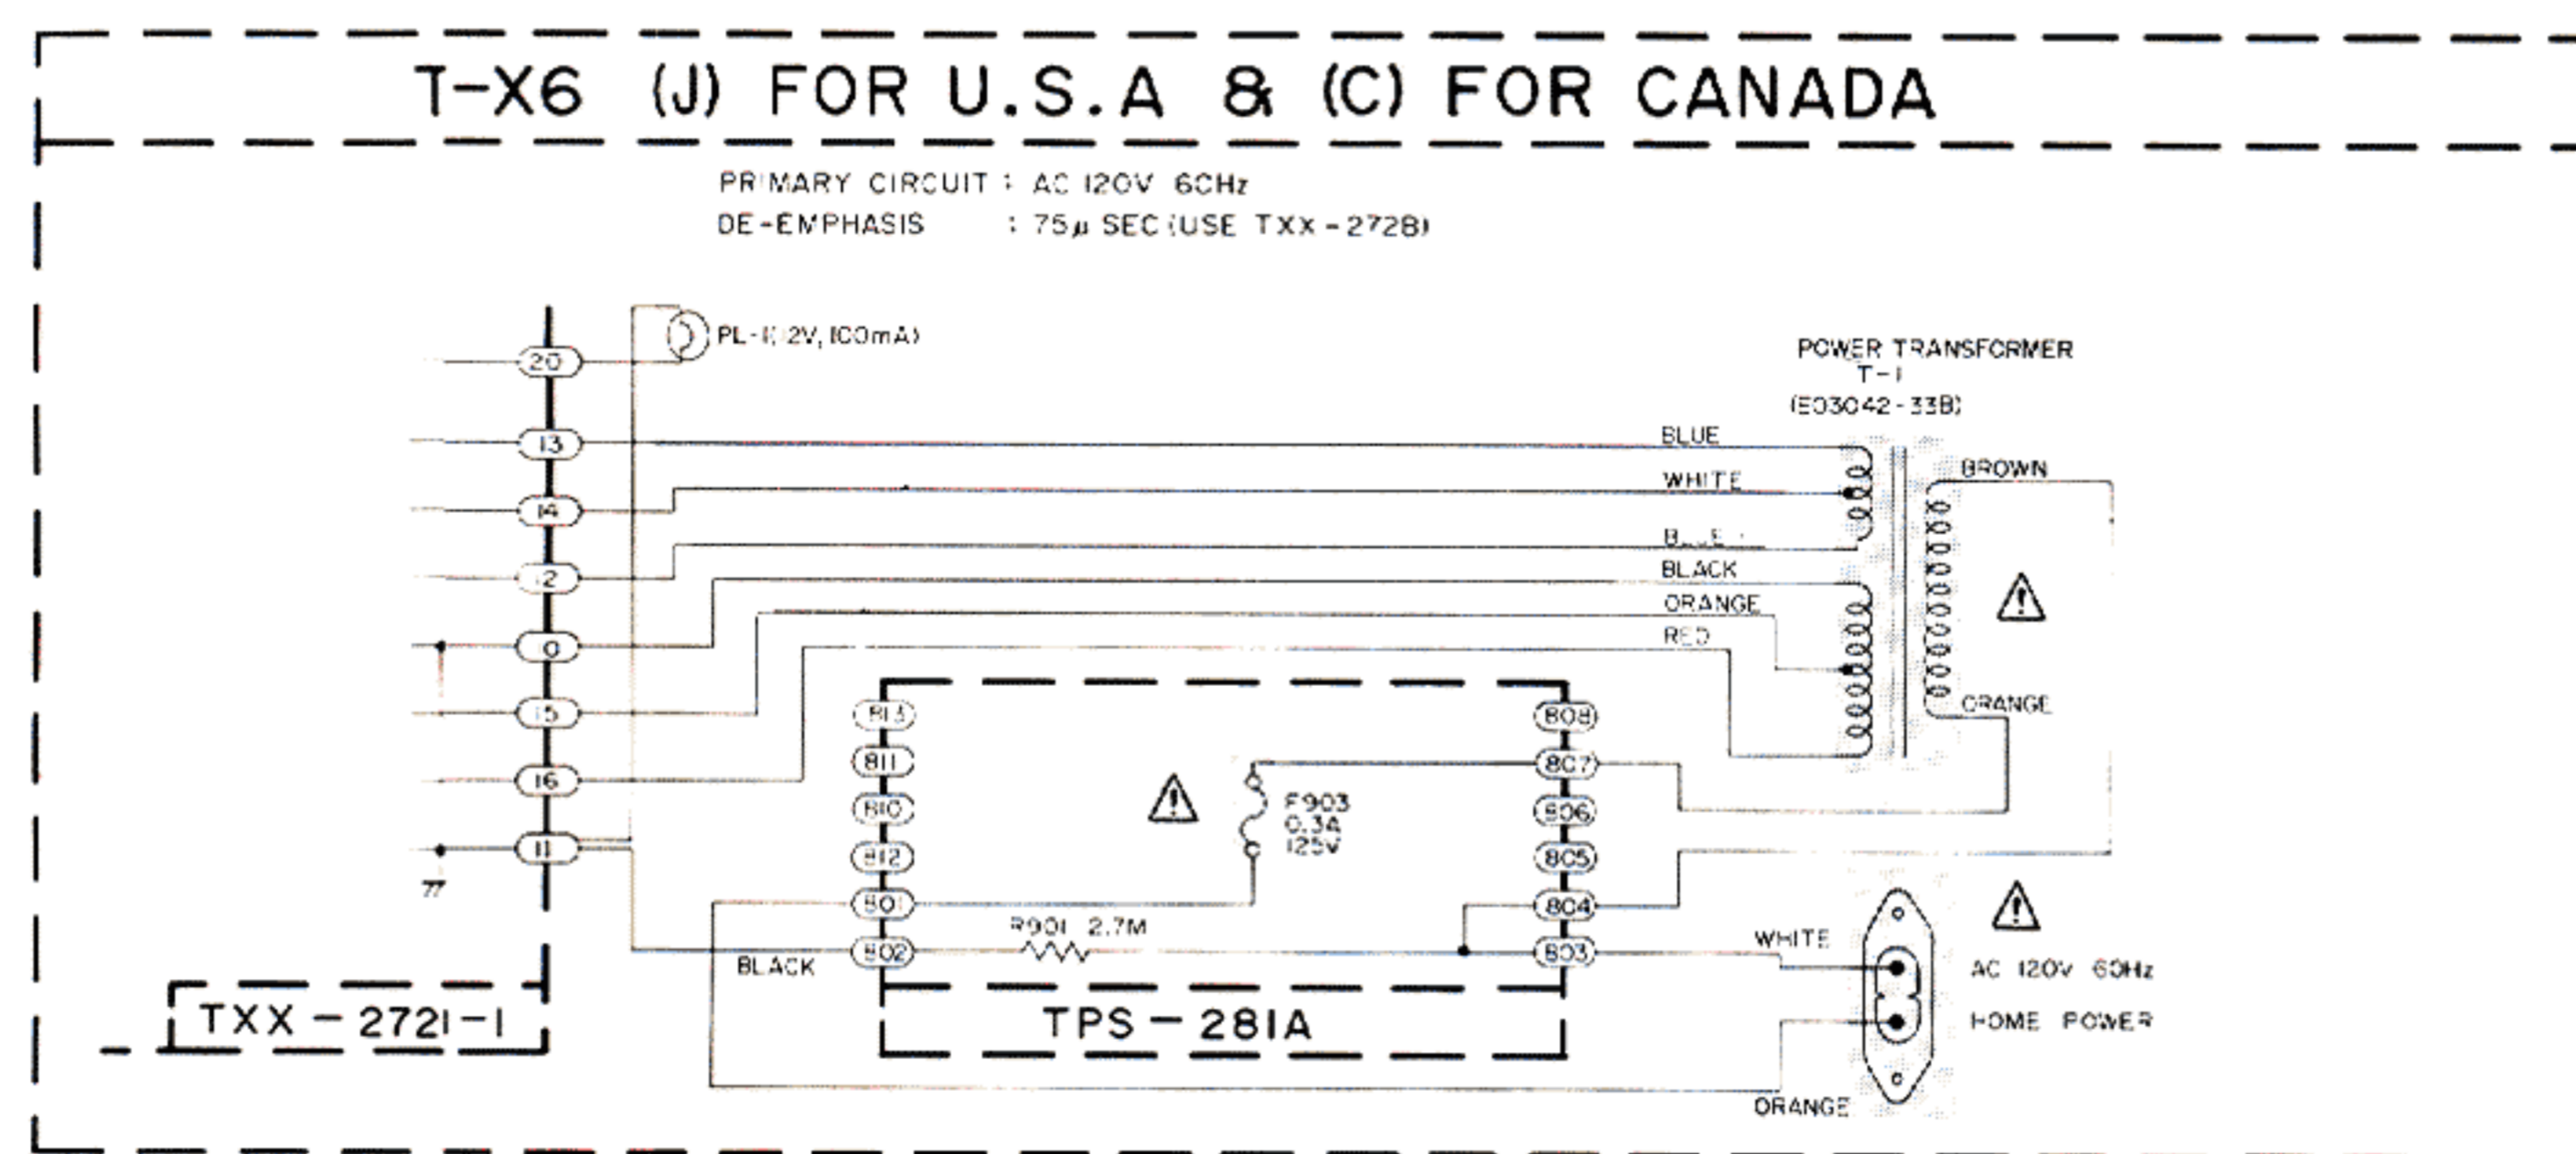 T-X6 (J) FOR U.S.A & (C) FOR CANADA
PRIMARY CIRCUIT : AC 120V 60Hz
DE-EMPHASIS : 75μ SEC (USE TXX-2728)
PL-1(12V, 100mA)
20
POWER TRANSFORMER
T-1
(E03042-33B)
13
BLUE
BROWN
WHITE
14
BLUE
12
BLACK
ORANGE
RED
10
15
ORANGE
813
808
811
807
16
F903
0.3A
125V
810
806
11
812
805
801
804
R901 2.7M
802
803
WHITE
BLACK
AC 120V 60Hz
HOME POWER
TXX-2721-1
TPS-281A
ORANGE